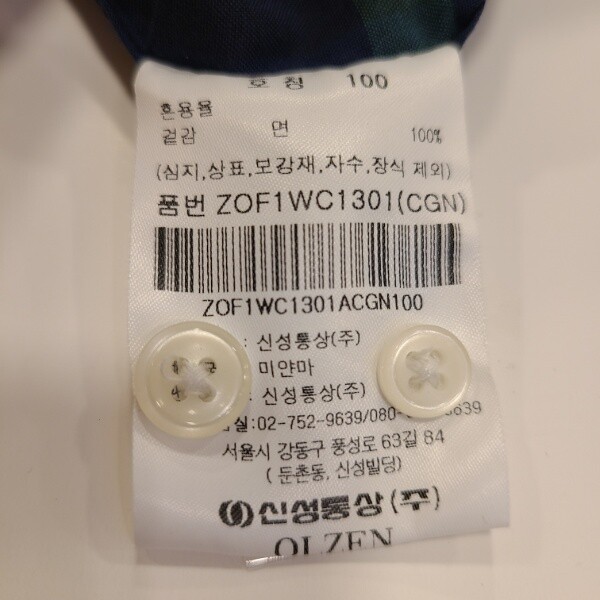 호 칭 100
혼용율
겉감 면 100%
(심지,상표,보강재,자수,장식 제외)
품번 ZOF1WC1301(CGN)
ZOF1WC1301ACGN100
: 신성통상(주)
미얀마
: 신성통상(주)
실:02-752-9639/080-
서울시 강동구 풍성로 63길 84
( 둔촌동, 신성빌딩)
신성통상(주)
OLZEN